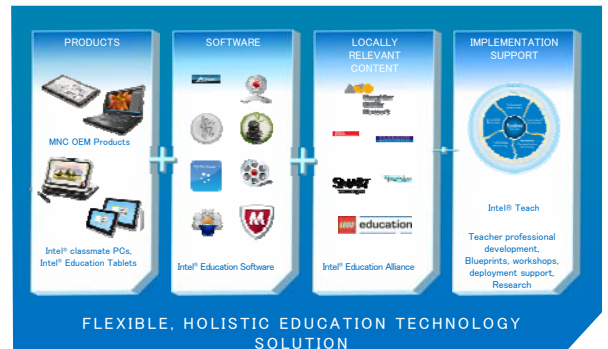 PRODUCTS
MNC OEM Products
Intel® classmate PCs,
Intel® Education Tablets
SOFTWARE
Intel® Education Software
LOCALLY
RELEVANT
CONTENT
SMART
LEGO education
Intel® Education Alliance
IMPLEMENTATION
SUPPORT
Intel® Teach
Teacher professional
development,
Blueprints, workshops,
deployment support,
Research
FLEXIBLE, HOLISTIC EDUCATION TECHNOLOGY
SOLUTION